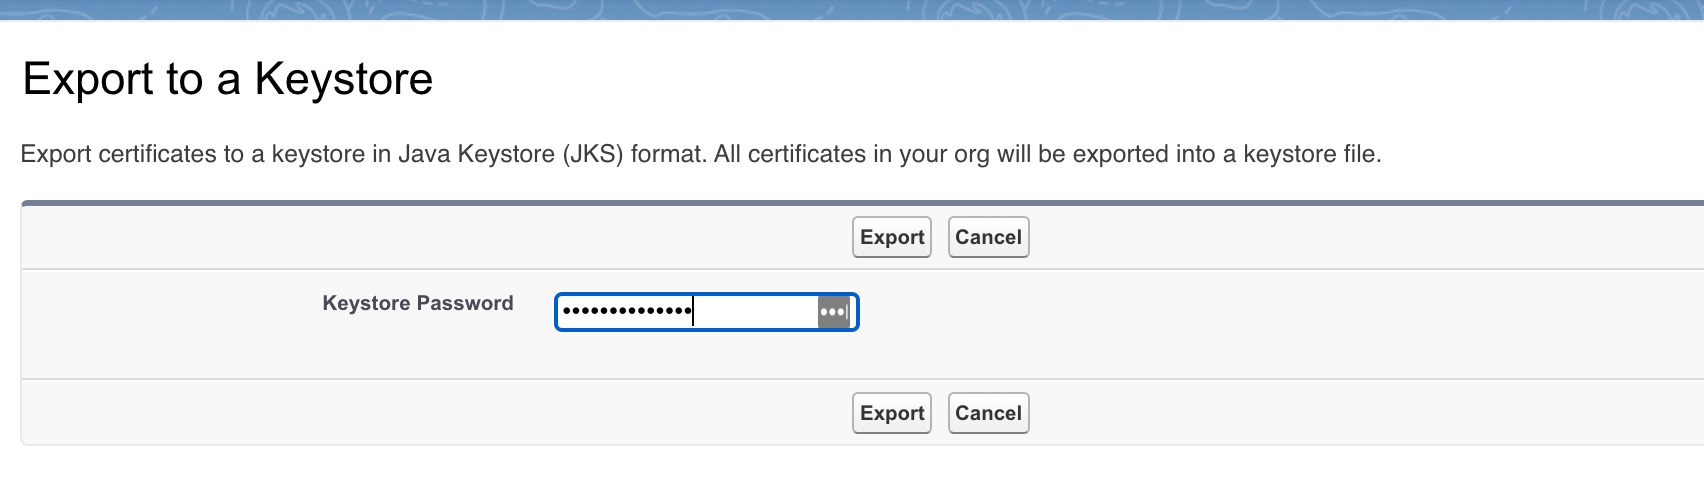 Export to a Keystore
Export certificates to a keystore in Java Keystore (JKS) format. All certificates in your org will be exported into a keystore file.
Export Cancel
Keystore Password ••••••••••••••
Export Cancel